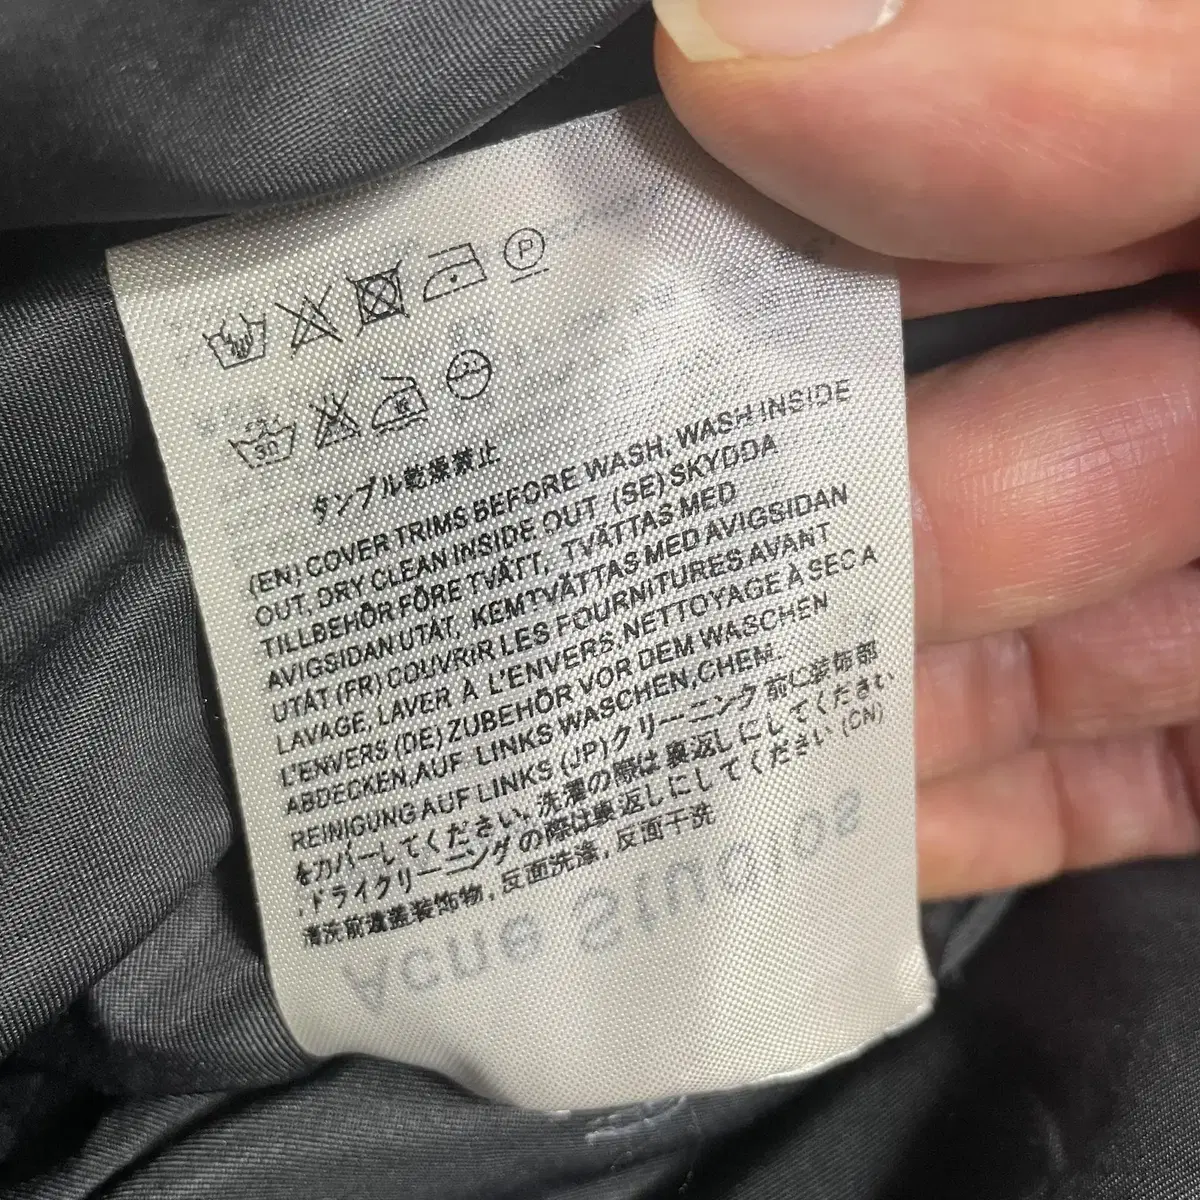 P
30
タンブル乾燥禁止
(EN) COVER TRIMS BEFORE WASH, WASH INSIDE
OUT, DRY CLEAN INSIDE OUT (SE) SKYDDA
TILLBEHÖR FÖRE TVÄTT, TVÄTTAS MED
AVIGSIDAN UTÅT, KEMTVÄTTAS MED AVIGSIDAN
UTÅT (FR) COUVRIR LES FOURNITURES AVANT
LAVAGE, LAVER À L'ENVERS, NETTOYAGE À SEC A
L'ENVERS (DE) ZUBEHÖR VOR DEM WASCHEN
ABDECKEN, AUF LINKS WASCHEN, CHEM.
REINIGUNG AUF LINKS (JP) クリーニング前に装飾部
をカバーしてください, 洗濯の際は裏返しにしてください
, ドライクリーニングの際は裏返しにしてください (CN)
清洗前遮盖装饰物, 反面洗涤, 反面干洗
Acne Studios